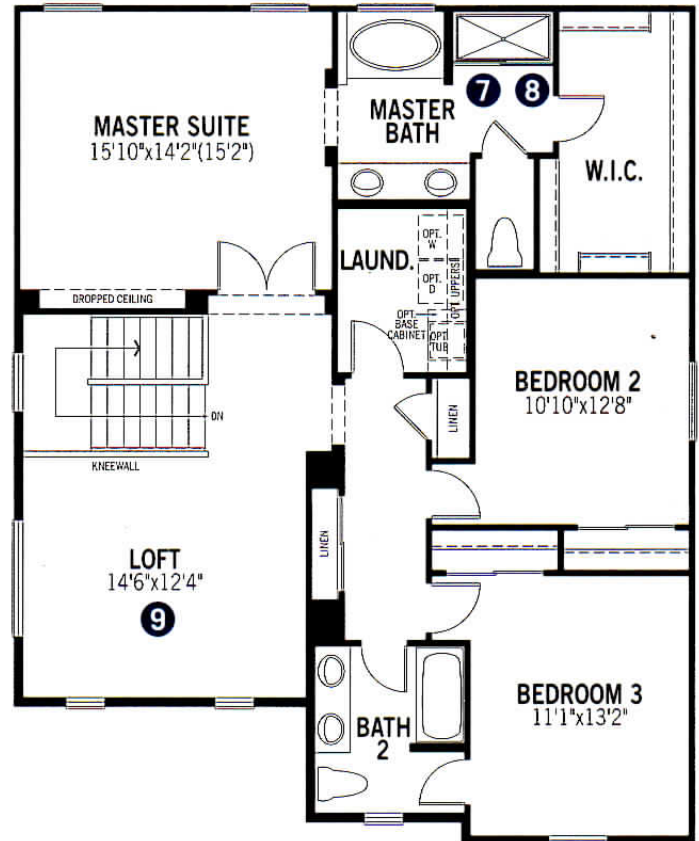 MASTER SUITE
15'10"x14'2"(15'2")
MASTER
BATH
7
8
W.I.C.
LAUND.
OPT.
W
OPT.
D
OPT. UPPERS
OPT.
BASE
CABINET
OPT.
TUB
DROPPED CEILING
DN
KNEEWALL
LINEN
BEDROOM 2
10'10"x12'8"
LINEN
LOFT
14'6"x12'4"
9
BATH
2
BEDROOM 3
11'1"x13'2"